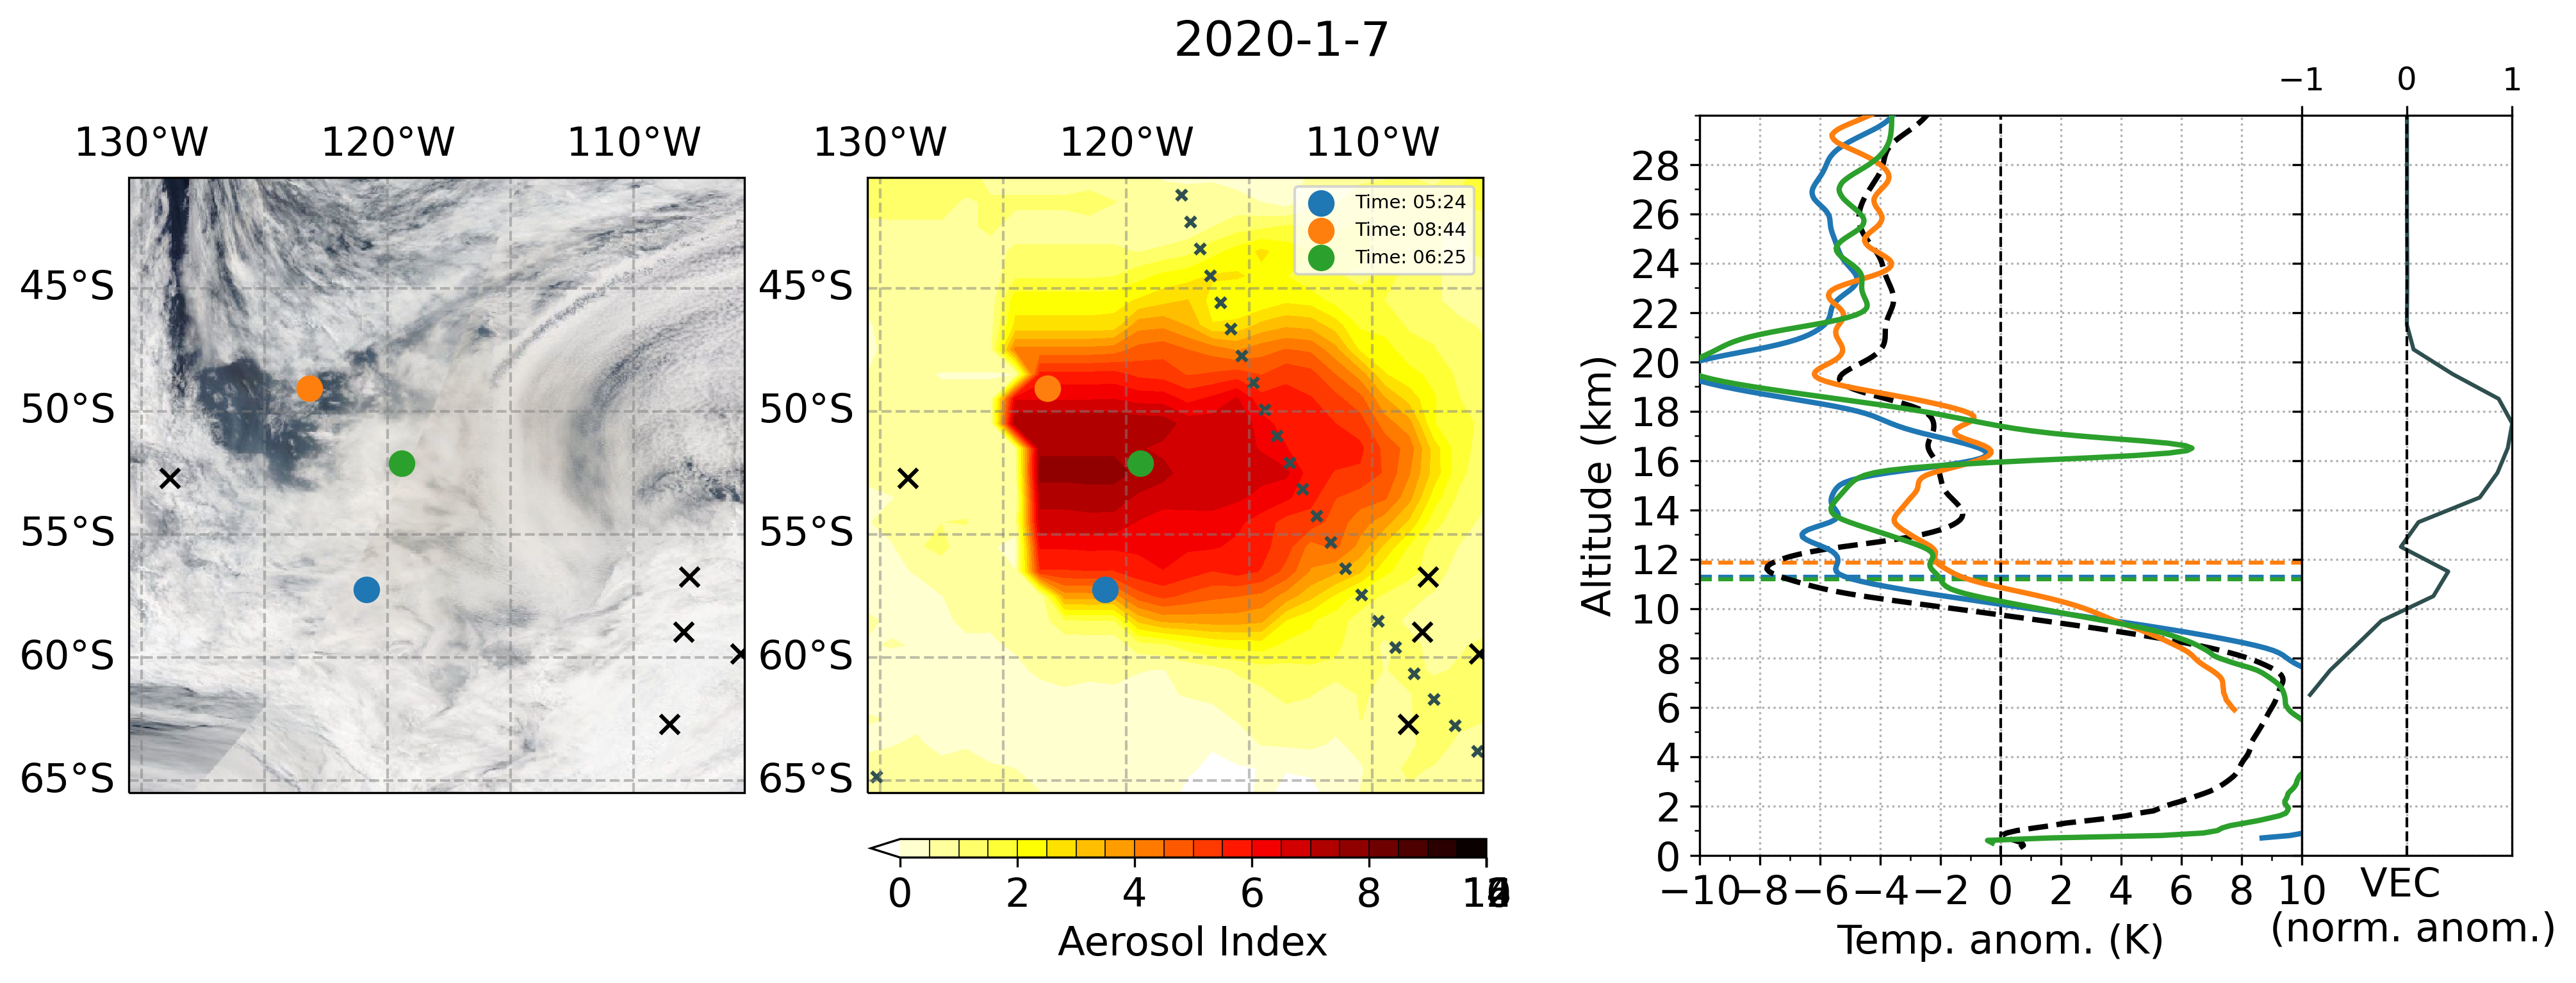 2020-1-7
130°W 120°W 110°W
45°S
50°S
55°S
60°S
65°S
130°W 120°W 110°W
45°S
50°S
55°S
60°S
65°S
Time: 05:24
Time: 08:44
Time: 06:25
0 2 4 6 8
Aerosol Index
Altitude (km)
28
26
24
22
20
18
16
14
12
10
8
6
4
2
0
−10 −8 −6 −4 −2 0 2 4 6 8 10
Temp. anom. (K)
−1 0 1
VEC
(norm. anom.)